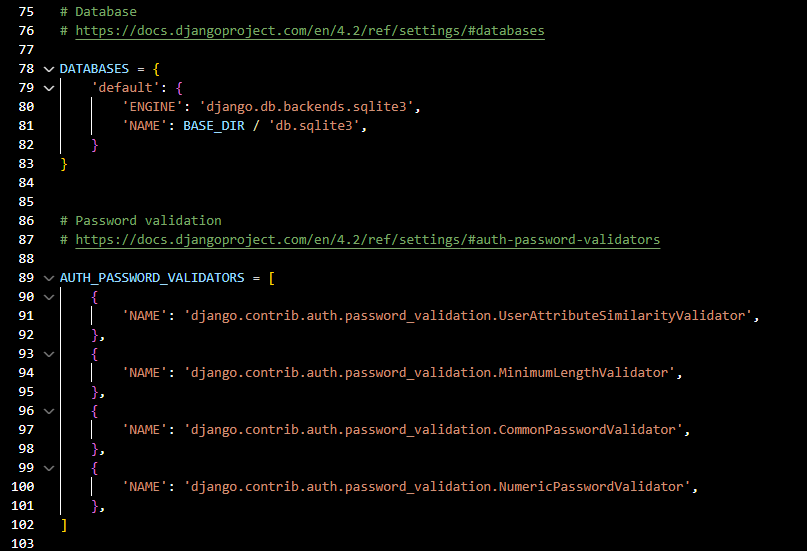 75 # Database
76 # https://docs.djangoproject.com/en/4.2/ref/settings/#databases
77
78 DATABASES = {
79     'default': {
80         'ENGINE': 'django.db.backends.sqlite3',
81         'NAME': BASE_DIR / 'db.sqlite3',
82     }
83 }
84
85
86 # Password validation
87 # https://docs.djangoproject.com/en/4.2/ref/settings/#auth-password-validators
88
89 AUTH_PASSWORD_VALIDATORS = [
90     {
91         'NAME': 'django.contrib.auth.password_validation.UserAttributeSimilarityValidator',
92     },
93     {
94         'NAME': 'django.contrib.auth.password_validation.MinimumLengthValidator',
95     },
96     {
97         'NAME': 'django.contrib.auth.password_validation.CommonPasswordValidator',
98     },
99     {
100         'NAME': 'django.contrib.auth.password_validation.NumericPasswordValidator',
101     },
102 ]
103